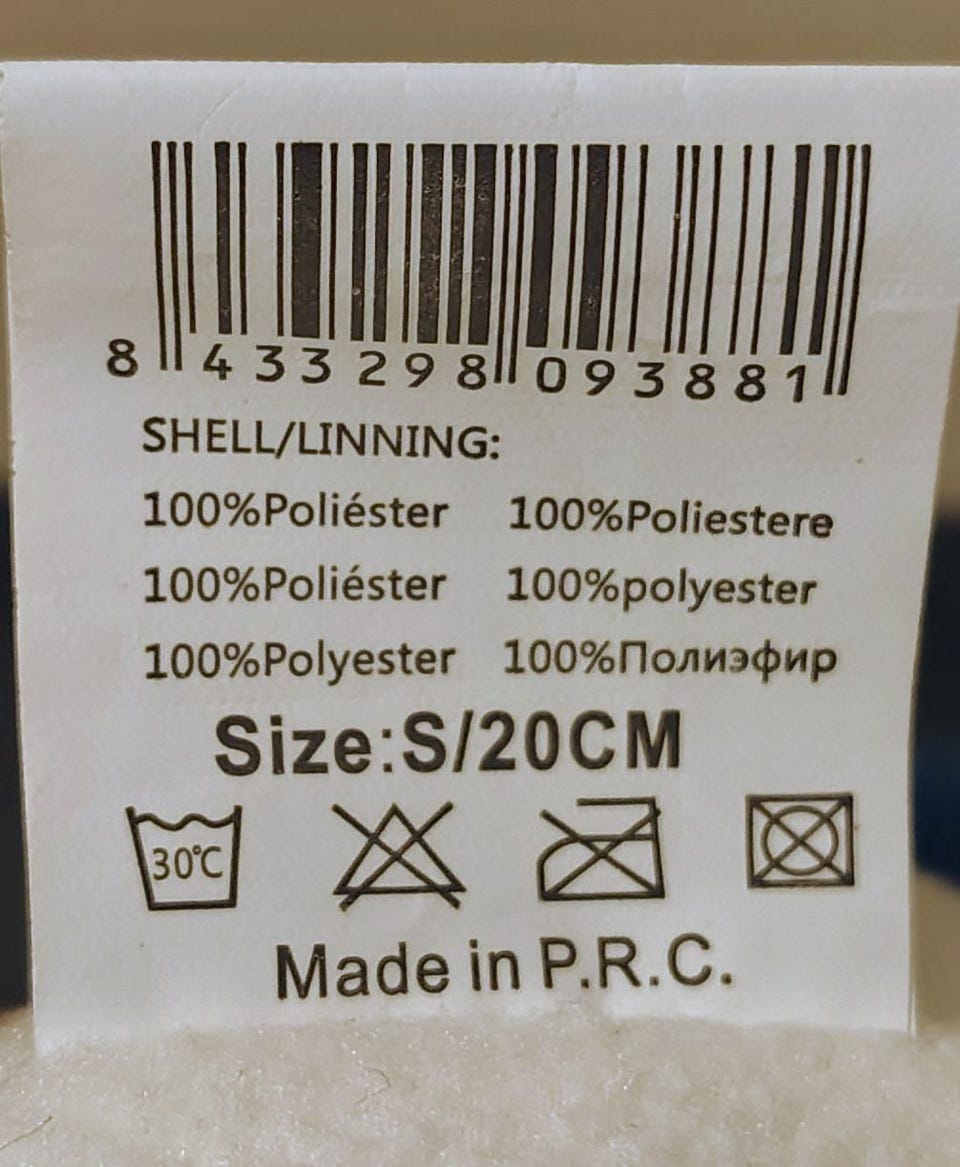 8 433298 093881
SHELL/LINNING:
100%Poliéster 100%Poliestere
100%Poliéster 100%polyester
100%Polyester 100%Полиэфир
Size:S/20CM
30℃
Made in P.R.C.